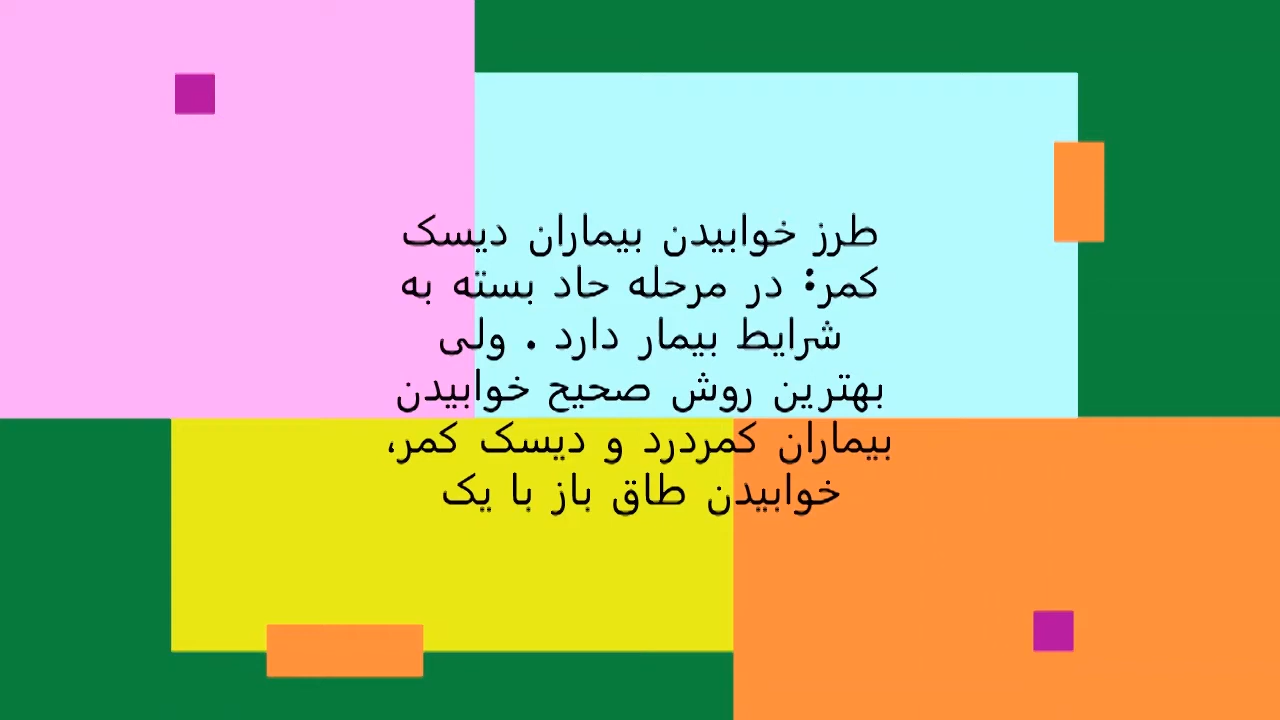 طرز خوابیدن بیماران دیسک
کمر: در مرحله حاد بسته به
شرایط بیمار دارد . ولی
بهترین روش صحیح خوابیدن
بیماران کمردرد و دیسک کمر،
خوابیدن طاق باز با یک